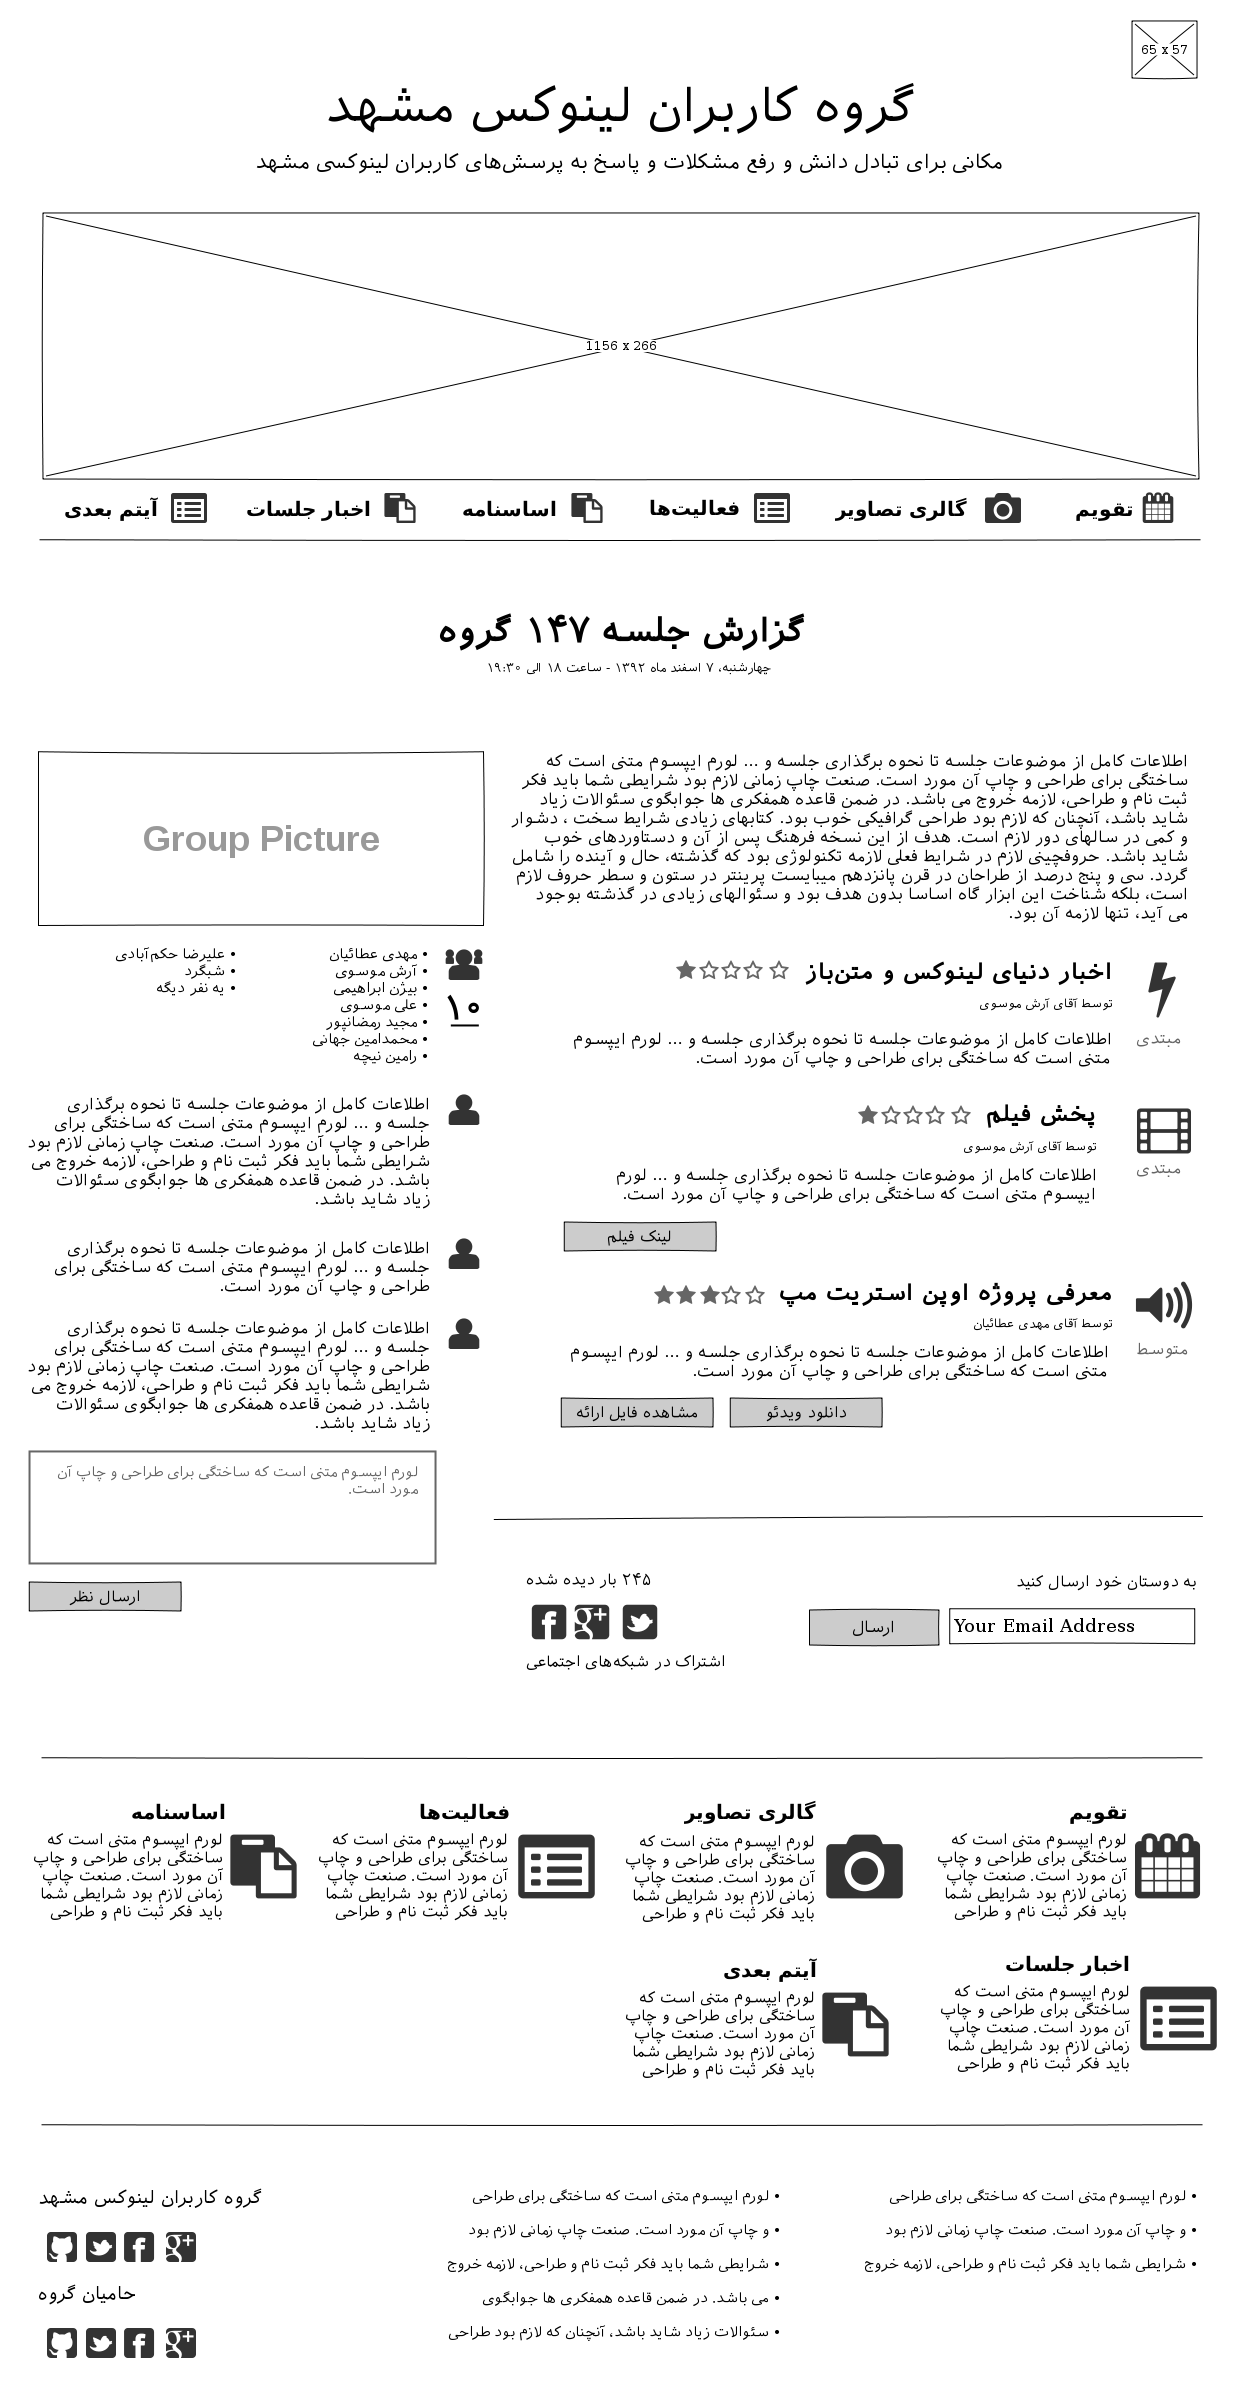 65 x 57
گروه کاربران لینوکس مشهد
مکانی برای تبادل دانش و رفع مشکلات و پاسخ به پرسش‌های کاربران لینوکسی مشهد
1156 x 266
تقویم
گالری تصاویر
فعالیت‌ها
اساسنامه
اخبار جلسات
آیتم بعدی
گزارش جلسه ۱۴۷ گروه
چهارشنبه، ۷ اسفند ماه ۱۳۹۲ - ساعت ۱۸ الی ۱۹:۳۰
اطلاعات کامل از موضوعات جلسه تا نحوه برگذاری جلسه و ... لورم ایپسوم متنی است که
ساختگی برای طراحی و چاپ آن مورد است. صنعت چاپ زمانی لازم بود شرایطی شما باید فکر
ثبت نام و طراحی، لازمه خروج می باشد. در ضمن قاعده همفکری ها جوابگوی سئوالات زیاد
شاید باشد، آنچنان که لازم بود طراحی گرافیکی خوب بود. کتابهای زیادی شرایط سخت ، دشوار
و کمی در سالهای دور لازم است. هدف از این نسخه فرهنگ پس از آن و دستاوردهای خوب
شاید باشد. حروفچینی لازم در شرایط فعلی لازمه تکنولوژی بود که گذشته، حال و آینده را شامل
گردد. سی و پنج درصد از طراحان در قرن پانزدهم میبایست پرینتر در ستون و سطر حروف لازم
است، بلکه شناخت این ابزار گاه اساسا بدون هدف بود و سئوالهای زیادی در گذشته بوجود
می آید، تنها لازمه آن بود.
اخبار دنیای لینوکس و متن‌باز
توسط آقای آرش موسوی
مبتدی
اطلاعات کامل از موضوعات جلسه تا نحوه برگذاری جلسه و ... لورم ایپسوم
متنی است که ساختگی برای طراحی و چاپ آن مورد است.
پخش فیلم
توسط آقای آرش موسوی
مبتدی
اطلاعات کامل از موضوعات جلسه تا نحوه برگذاری جلسه و ... لورم
ایپسوم متنی است که ساختگی برای طراحی و چاپ آن مورد است.
لینک فیلم
معرفی پروژه اوپن استریت مپ
توسط آقای مهدی عطائیان
متوسط
اطلاعات کامل از موضوعات جلسه تا نحوه برگذاری جلسه و ... لورم ایپسوم
متنی است که ساختگی برای طراحی و چاپ آن مورد است.
دانلود ویدئو
مشاهده فایل ارائه
به دوستان خود ارسال کنید
Your Email Address
ارسال
۲۴۵ بار دیده شده
اشتراک در شبکه‌های اجتماعی
Group Picture
۱۰
• مهدی عطائیان
• آرش موسوی
• بیژن ابراهیمی
• علی موسوی
• مجید رمضانپور
• محمدامین جهانی
• رامین نیچه
• علیرضا حکم‌آبادی
• شبگرد
• یه نفر دیگه
اطلاعات کامل از موضوعات جلسه تا نحوه برگذاری
جلسه و ... لورم ایپسوم متنی است که ساختگی برای
طراحی و چاپ آن مورد است. صنعت چاپ زمانی لازم بود
شرایطی شما باید فکر ثبت نام و طراحی، لازمه خروج می
باشد. در ضمن قاعده همفکری ها جوابگوی سئوالات
زیاد شاید باشد.
اطلاعات کامل از موضوعات جلسه تا نحوه برگذاری
جلسه و ... لورم ایپسوم متنی است که ساختگی برای
طراحی و چاپ آن مورد است.
اطلاعات کامل از موضوعات جلسه تا نحوه برگذاری
جلسه و ... لورم ایپسوم متنی است که ساختگی برای
طراحی و چاپ آن مورد است. صنعت چاپ زمانی لازم بود
شرایطی شما باید فکر ثبت نام و طراحی، لازمه خروج می
باشد. در ضمن قاعده همفکری ها جوابگوی سئوالات
زیاد شاید باشد.
لورم ایپسوم متنی است که ساختگی برای طراحی و چاپ آن
مورد است.
ارسال نظر
تقویم
لورم ایپسوم متنی است که
ساختگی برای طراحی و چاپ
آن مورد است. صنعت چاپ
زمانی لازم بود شرایطی شما
باید فکر ثبت نام و طراحی
گالری تصاویر
لورم ایپسوم متنی است که
ساختگی برای طراحی و چاپ
آن مورد است. صنعت چاپ
زمانی لازم بود شرایطی شما
باید فکر ثبت نام و طراحی
فعالیت‌ها
لورم ایپسوم متنی است که
ساختگی برای طراحی و چاپ
آن مورد است. صنعت چاپ
زمانی لازم بود شرایطی شما
باید فکر ثبت نام و طراحی
اساسنامه
لورم ایپسوم متنی است که
ساختگی برای طراحی و چاپ
آن مورد است. صنعت چاپ
زمانی لازم بود شرایطی شما
باید فکر ثبت نام و طراحی
اخبار جلسات
لورم ایپسوم متنی است که
ساختگی برای طراحی و چاپ
آن مورد است. صنعت چاپ
زمانی لازم بود شرایطی شما
باید فکر ثبت نام و طراحی
آیتم بعدی
لورم ایپسوم متنی است که
ساختگی برای طراحی و چاپ
آن مورد است. صنعت چاپ
زمانی لازم بود شرایطی شما
باید فکر ثبت نام و طراحی
• لورم ایپسوم متنی است که ساختگی برای طراحی
• و چاپ آن مورد است. صنعت چاپ زمانی لازم بود
• شرایطی شما باید فکر ثبت نام و طراحی، لازمه خروج
• لورم ایپسوم متنی است که ساختگی برای طراحی
• و چاپ آن مورد است. صنعت چاپ زمانی لازم بود
• شرایطی شما باید فکر ثبت نام و طراحی، لازمه خروج
• می باشد. در ضمن قاعده همفکری ها جوابگوی
• سئوالات زیاد شاید باشد، آنچنان که لازم بود طراحی
گروه کاربران لینوکس مشهد
حامیان گروه